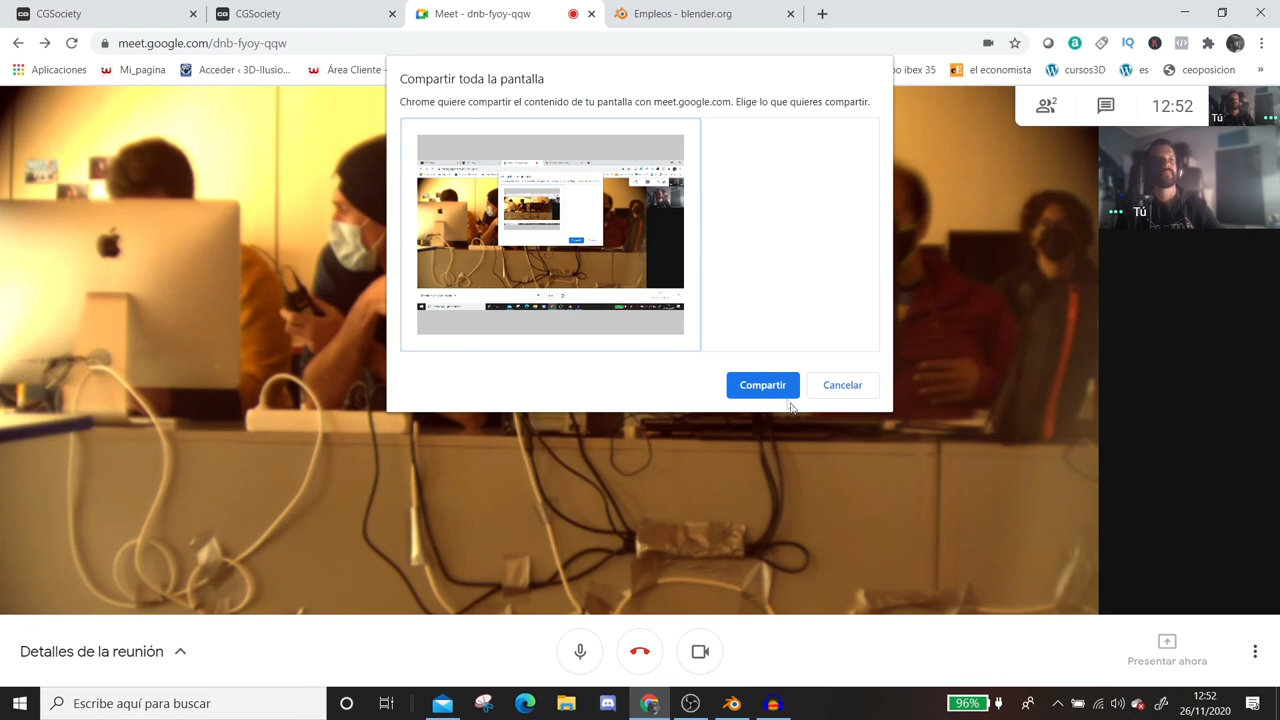 CGSociety
CGSociety
Meet - dnb-fyoy-qqw
Empleos - blender.org
meet.google.com/dnb-fyoy-qqw
Aplicaciones
Mi_pagina
Acceder ‹ 3D-Ilusio...
Área Cliente -
ibex 35
el economista
cursos3D
es
ceoposicion
»
Compartir toda la pantalla
Chrome quiere compartir el contenido de tu pantalla con meet.google.com. Elige lo que quieres compartir.
Compartir
Cancelar
2
12:52
Tú
Tú
Detalles de la reunión
Presentar ahora
Escribe aquí para buscar
96%
12:52
26/11/2020